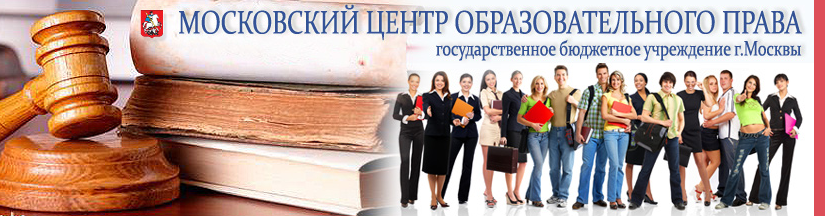 МОСКОВСКИЙ ЦЕНТР ОБРАЗОВАТЕЛЬНОГО ПРАВА
государственное бюджетное учреждение г.Москвы